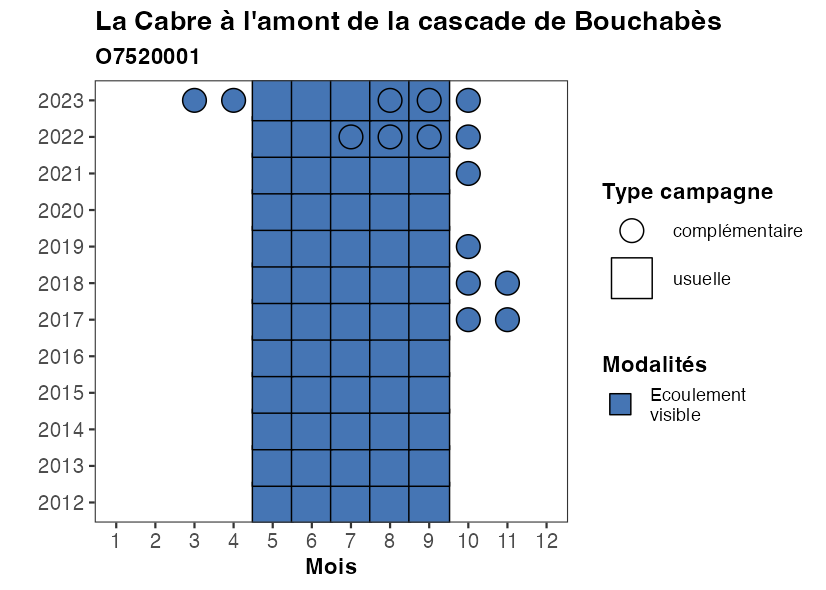 La Cabre à l'amont de la cascade de Bouchabès
O7520001
2023
2022
2021
2020
2019
2018
2017
2016
2015
2014
2013
2012
1 2 3 4 5 6 7 8 9 10 11 12
Mois
Type campagne
complémentaire
usuelle
Modalités
Ecoulement
visible